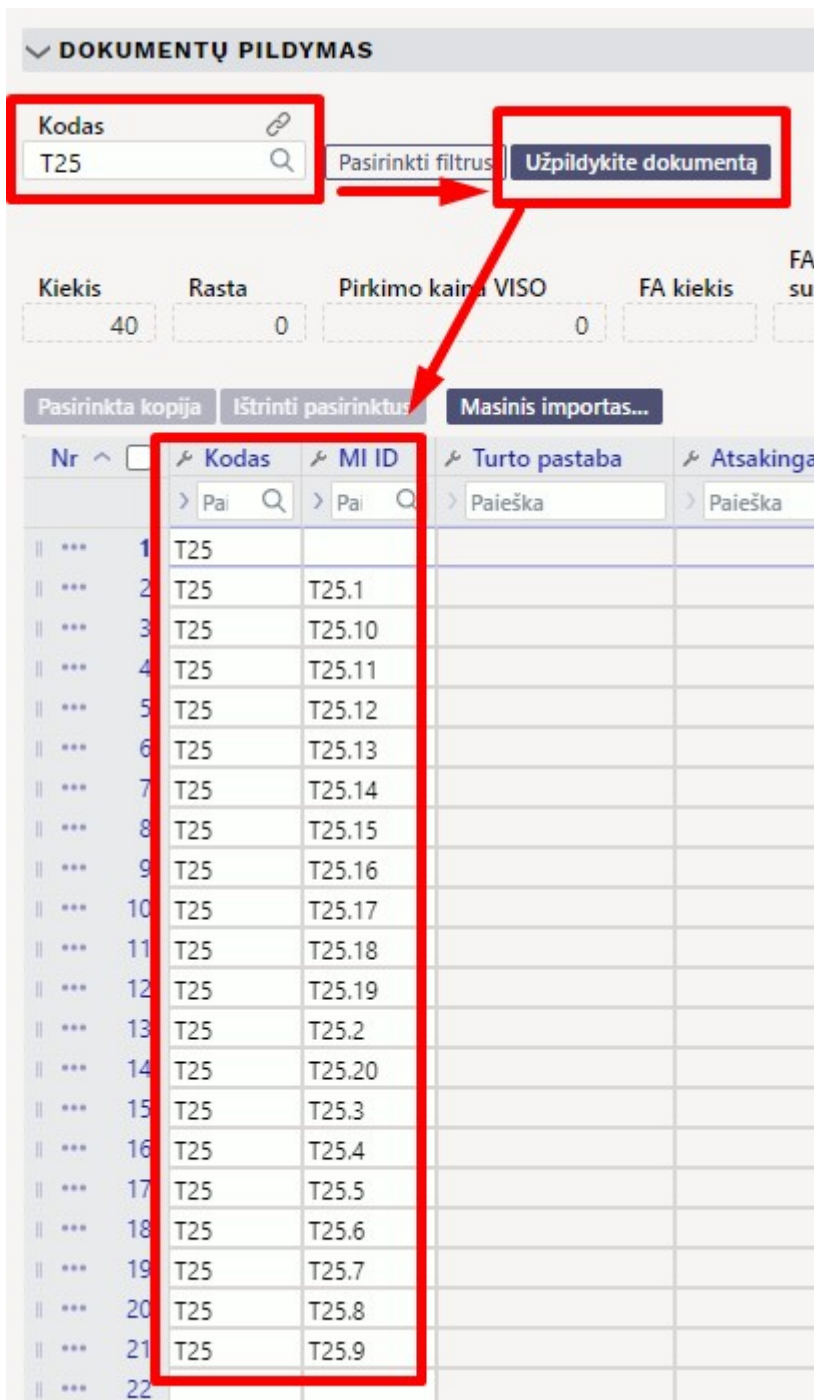 DOKUMENTŲ PILDYMAS
Kodas
T25 Pasirinkti filtrus Užpildykite dokumentą
FA
Kiekis Rasta Pirkimo kaina VISO FA kiekis su
40 0 0
Pasirinkta kopija Ištrinti pasirinktus Masinis importas...
Nr Kodas MI ID Turto pastaba Atsakinga
Pai Pai Paieška Paieška
1 T25
2 T25 T25.1
3 T25 T25.10
4 T25 T25.11
5 T25 T25.12
6 T25 T25.13
7 T25 T25.14
8 T25 T25.15
9 T25 T25.16
10 T25 T25.17
11 T25 T25.18
12 T25 T25.19
13 T25 T25.2
14 T25 T25.20
15 T25 T25.3
16 T25 T25.4
17 T25 T25.5
18 T25 T25.6
19 T25 T25.7
20 T25 T25.8
21 T25 T25.9
22